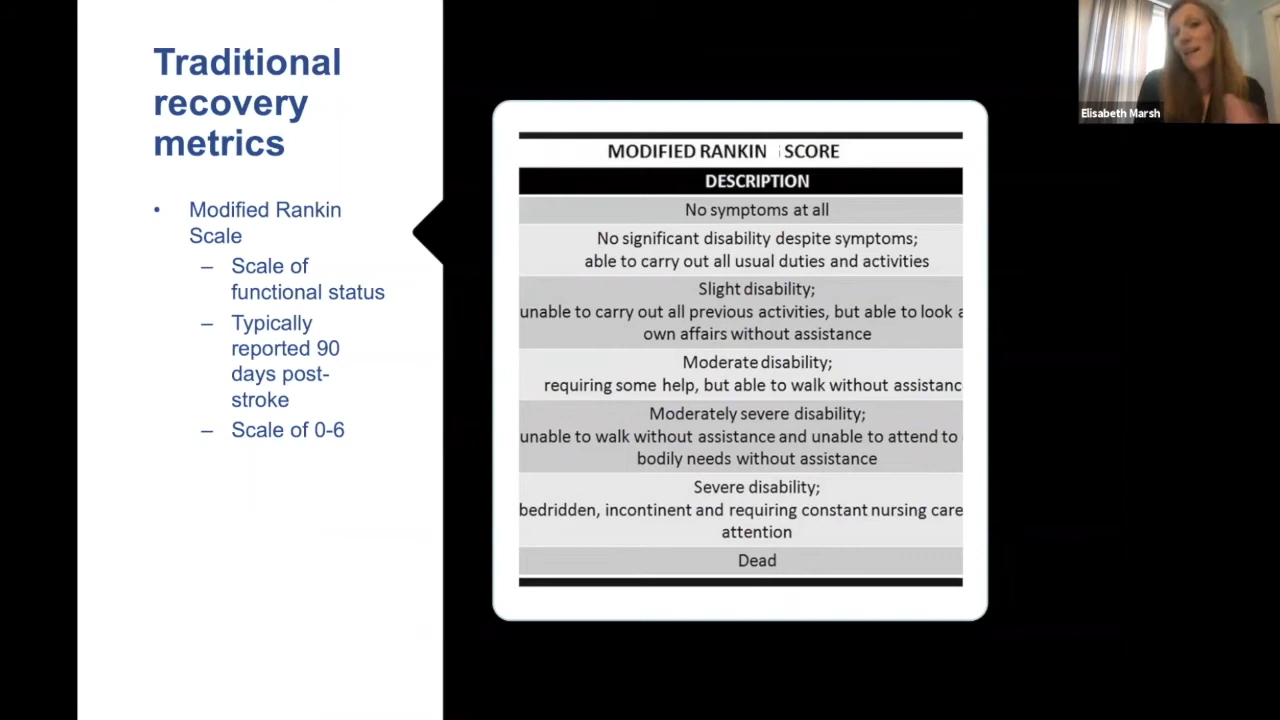 Traditional
recovery
metrics
• Modified Rankin
Scale
– Scale of
functional status
– Typically
reported 90
days post-
stroke
– Scale of 0-6
MODIFIED RANKIN SCORE
DESCRIPTION
No symptoms at all
No significant disability despite symptoms;
able to carry out all usual duties and activities
Slight disability;
unable to carry out all previous activities, but able to look a
own affairs without assistance
Moderate disability;
requiring some help, but able to walk without assistanc
Moderately severe disability;
unable to walk without assistance and unable to attend to
bodily needs without assistance
Severe disability;
bedridden, incontinent and requiring constant nursing care
attention
Dead
Elisabeth Marsh